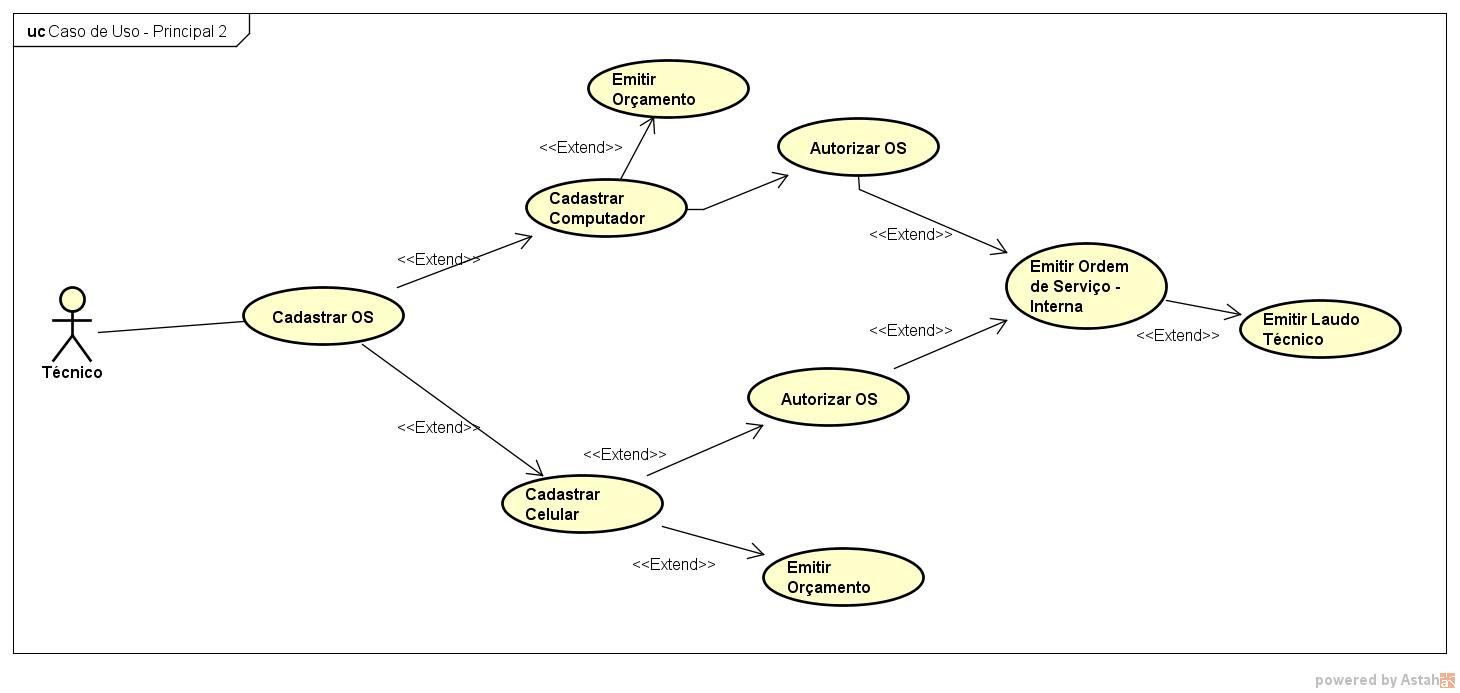 uc Caso de Uso - Principal 2
Emitir
Orçamento
<<Extend>>
Autorizar OS
Cadastrar
Computador
<<Extend>>
<<Extend>>
Emitir Ordem
de Serviço -
Interna
Cadastrar OS
Emitir Laudo
Técnico
<<Extend>>
<<Extend>>
Técnico
Autorizar OS
<<Extend>>
<<Extend>>
Cadastrar
Celular
<<Extend>>
Emitir
Orçamento
powered by Astah